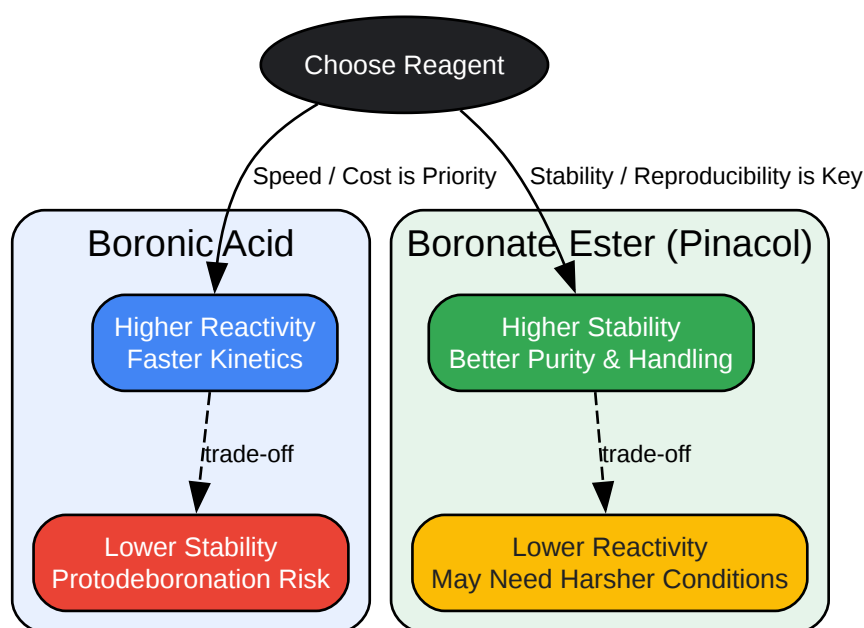 Choose Reagent
Speed / Cost is Priority
Stability / Reproducibility is Key
Boronic Acid
Higher Reactivity
Faster Kinetics
trade-off
Lower Stability
Protodeboronation Risk
Boronate Ester (Pinacol)
Higher Stability
Better Purity & Handling
trade-off
Lower Reactivity
May Need Harsher Conditions